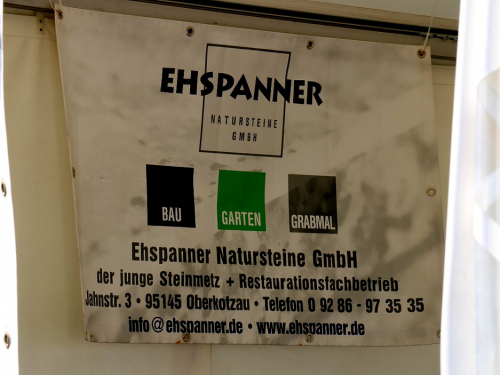 EHSPANNER
NATURSTEINE
GMBH
BAU
GARTEN
GRABMAL
Ehspanner Natursteine GmbH
der junge Steinmetz + Restaurationsfachbetrieb
Jahnstr. 3 • 95145 Oberkotzau • Telefon 0 92 86 - 97 35 35
info@ehspanner.de • www.ehspanner.de